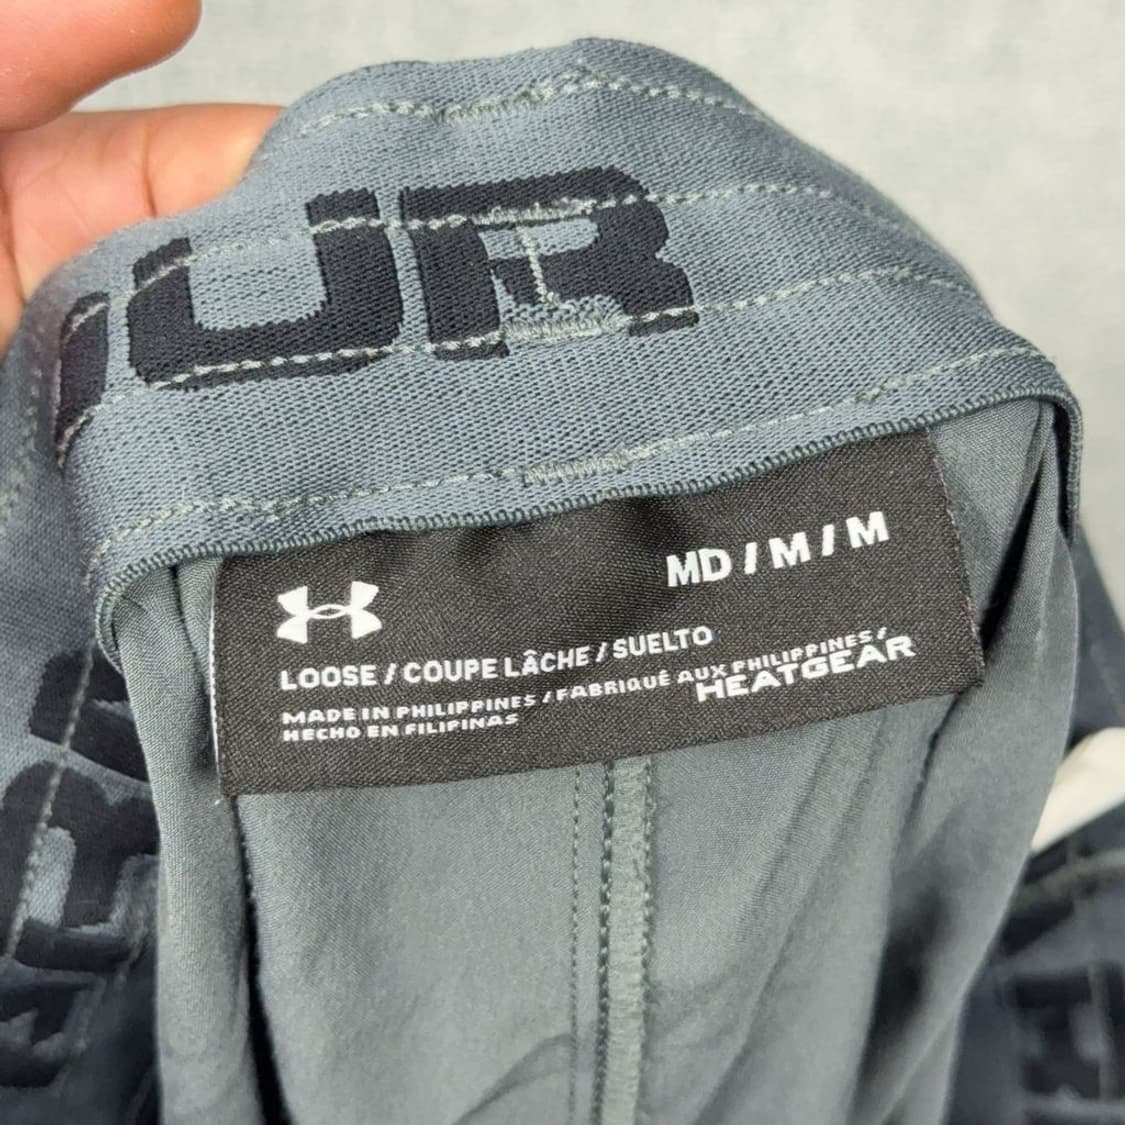 UR
MD / M / M
LOOSE / COUPE LÂCHE / SUELTO
MADE IN PHILIPPINES / FABRIQUÉ AUX PHILIPPINES /
HECHO EN FILIPINAS
HEATGEAR